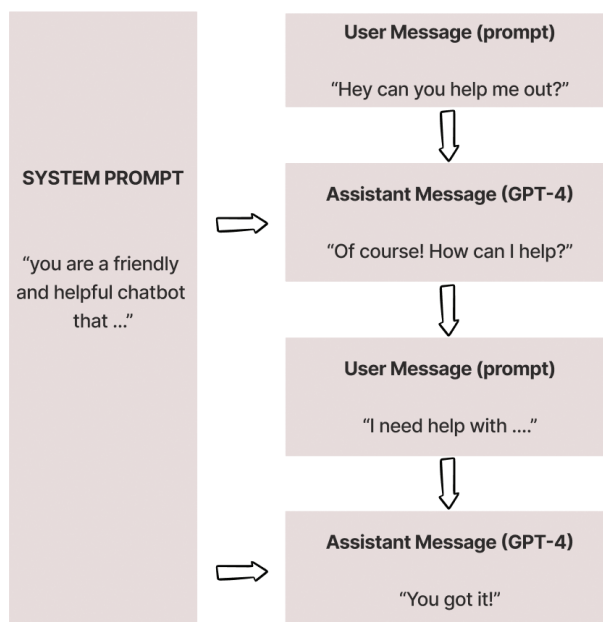 SYSTEM PROMPT
“you are a friendly
and helpful chatbot
that ...”
User Message (prompt)
“Hey can you help me out?”
Assistant Message (GPT-4)
“Of course! How can I help?”
User Message (prompt)
“I need help with ....”
Assistant Message (GPT-4)
“You got it!”